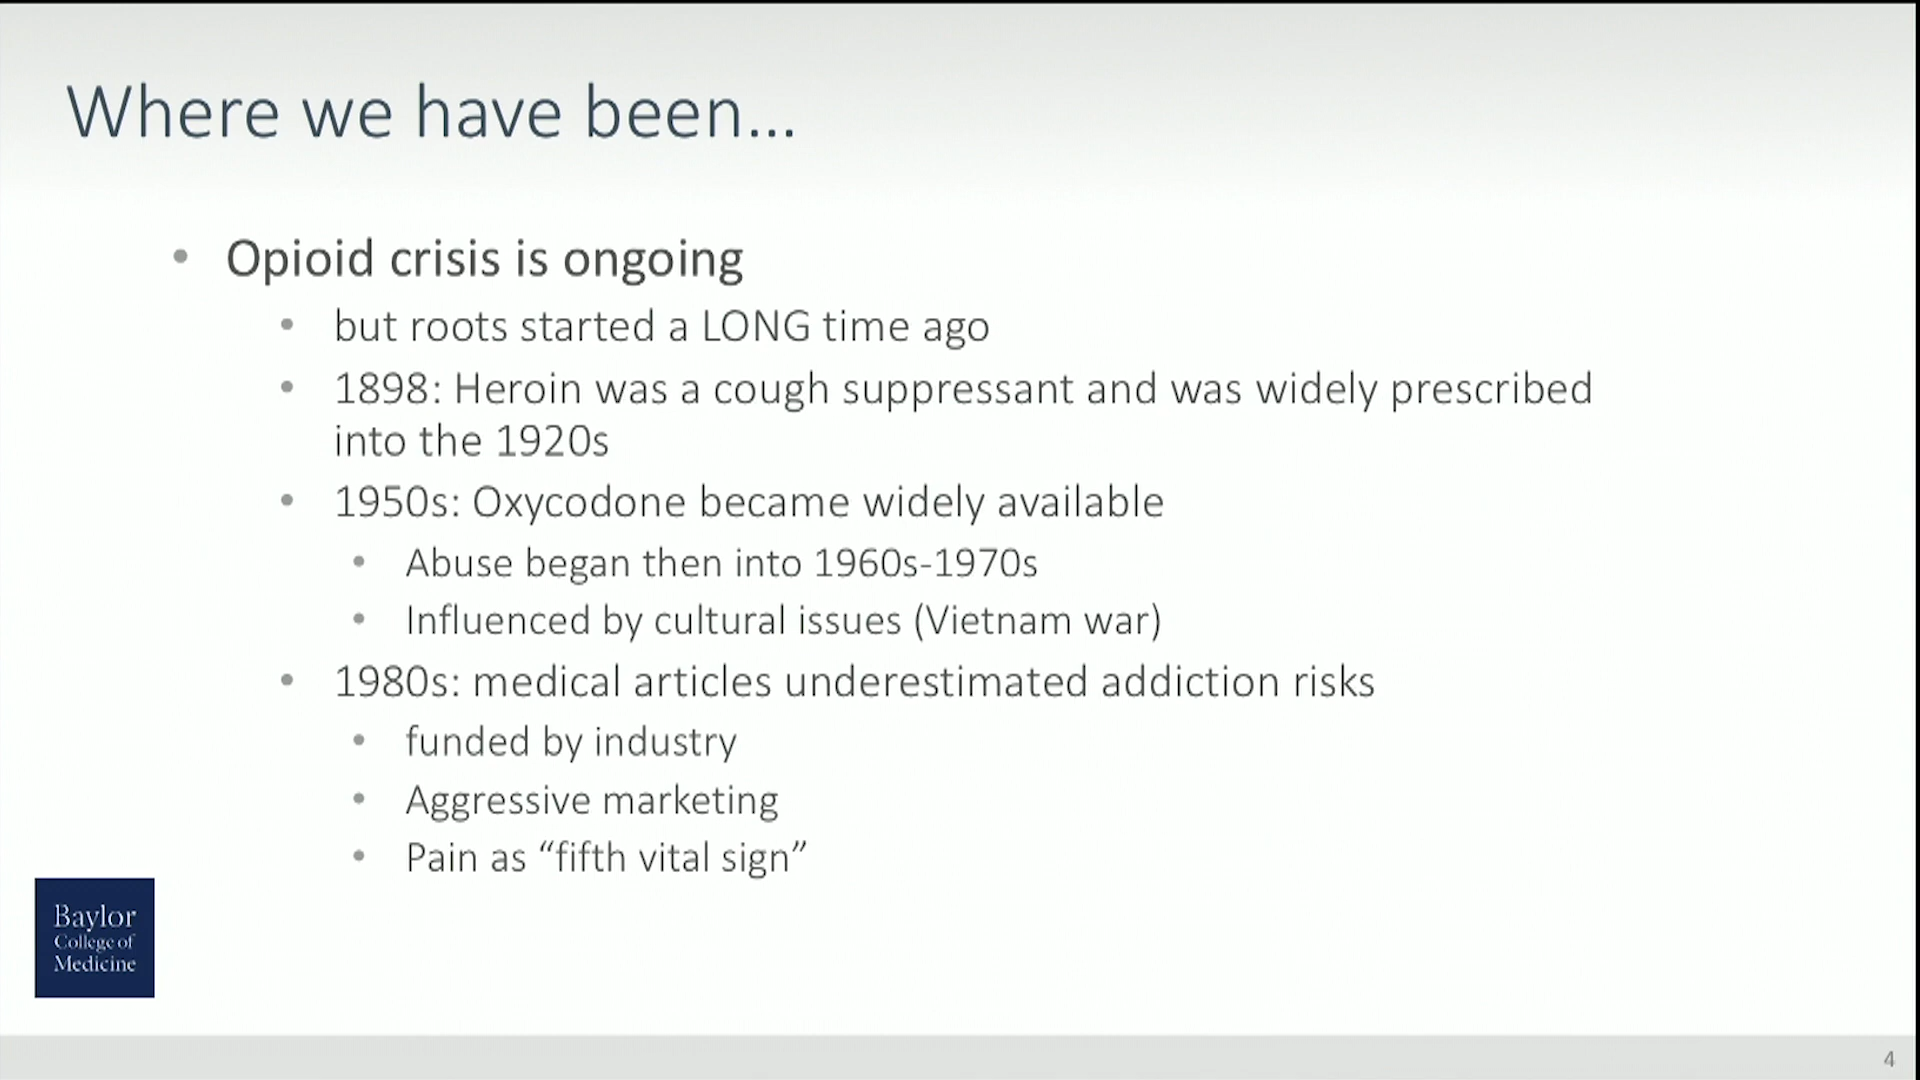 Where we have been...
• Opioid crisis is ongoing
• but roots started a LONG time ago
• 1898: Heroin was a cough suppressant and was widely prescribed
into the 1920s
• 1950s: Oxycodone became widely available
• Abuse began then into 1960s-1970s
• Influenced by cultural issues (Vietnam war)
• 1980s: medical articles underestimated addiction risks
• funded by industry
• Aggressive marketing
• Pain as “fifth vital sign”
Baylor
College of
Medicine
4